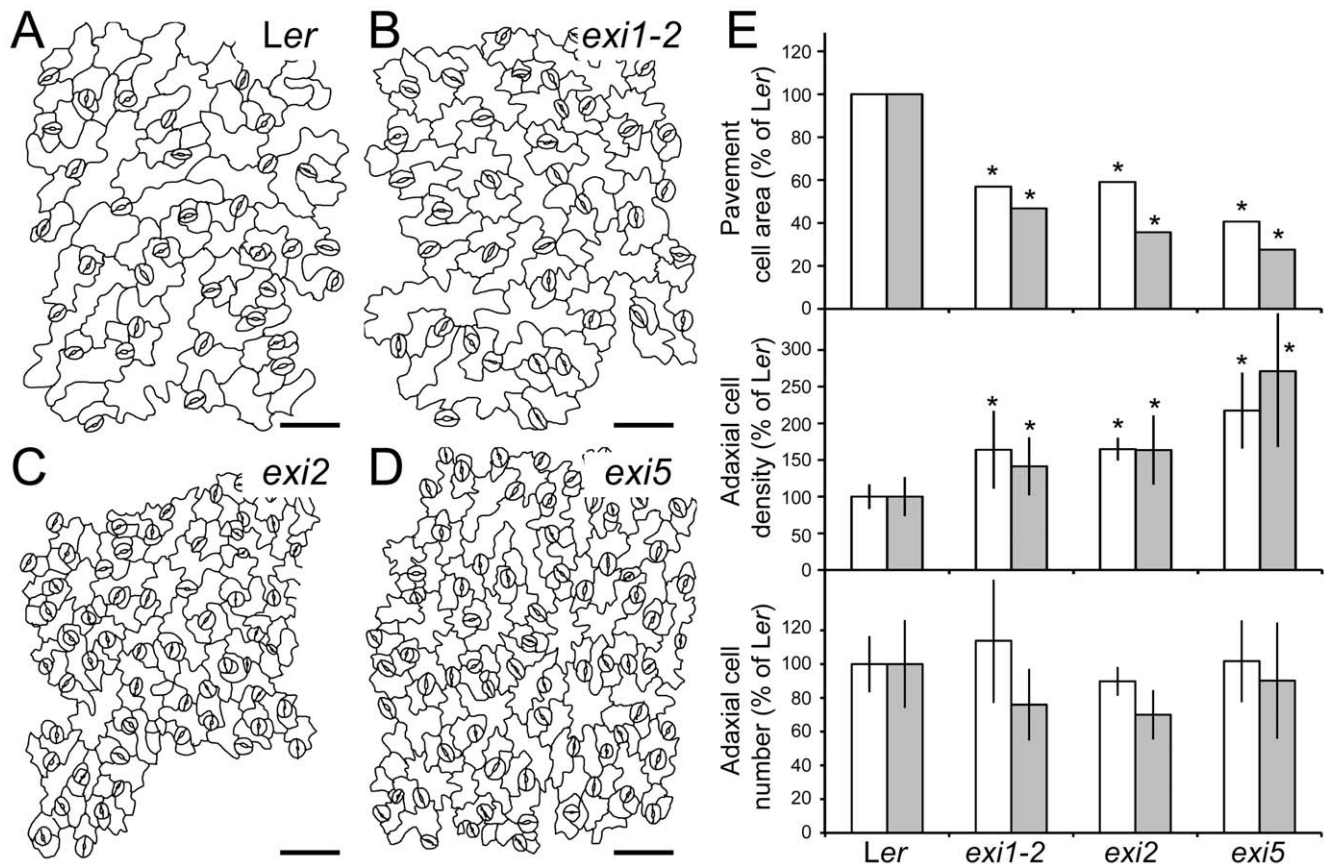 A
Ler
B
exi1-2
C
exi2
D
exi5
E
Pavement
cell area (% of Ler)
120
100
80
60
40
20
0
* * * * * *
Adaxial cell
density (% of Ler)
300
250
200
150
100
50
0
* * * * * *
Adaxial cell
number (% of Ler)
120
100
80
60
40
20
0
Ler exi1-2 exi2 exi5